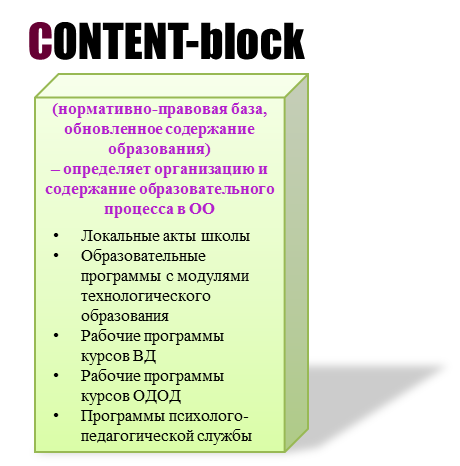 CONTENT-block
(нормативно-правовая база,
обновленное содержание
образования)
– определяет организацию и
содержание образовательного
процесса в ОО
• Локальные акты школы
• Образовательные
программы с модулями
технологического
образования
• Рабочие программы
курсов ВД
• Рабочие программы
курсов ОДОД
• Программы психолого-
педагогической службы